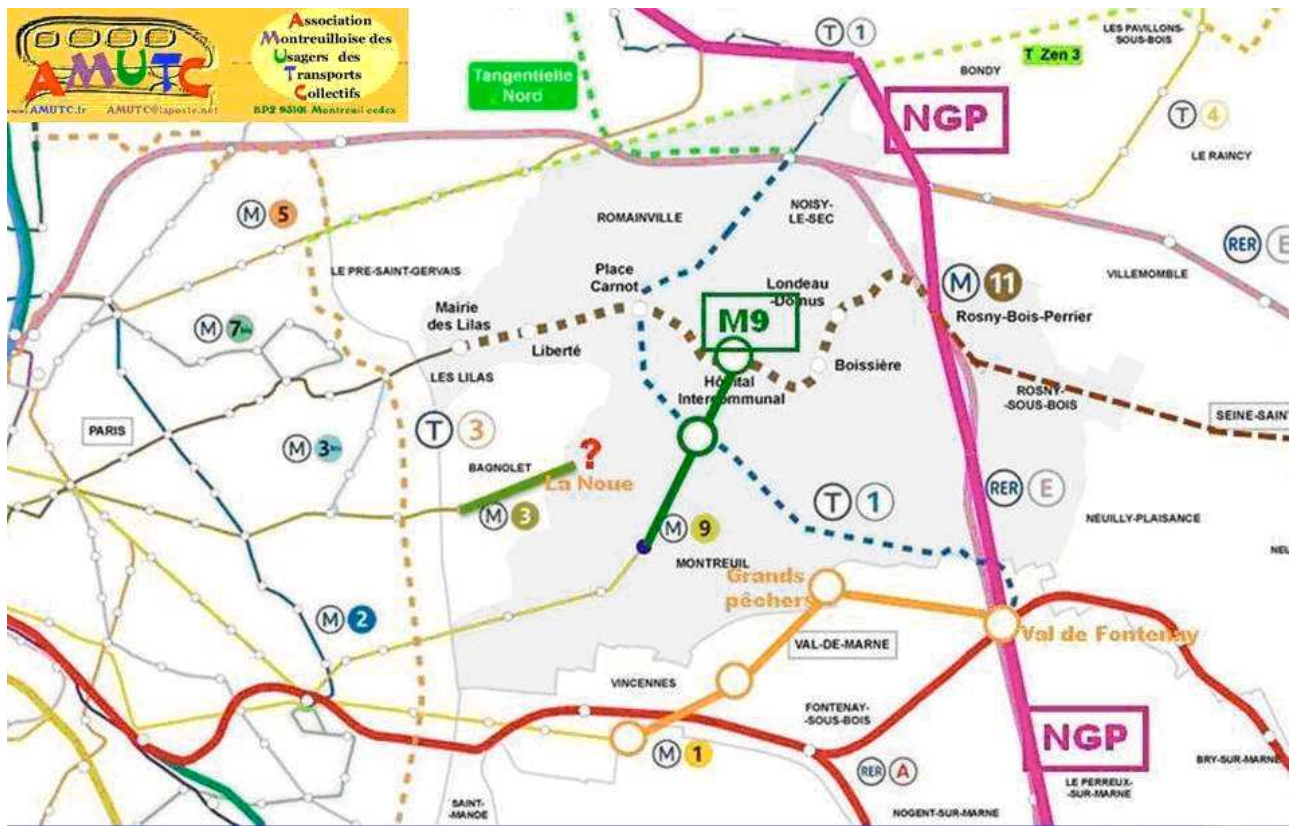 Association
Montreuilloise des
Usagers des
Transports
Collectifs
AMUTC
www.AMUTC.fr AMUTC@laposte.net
BP2 93101 Montreuil cedex
T 1
LES PAVILLONS-
SOUS-BOIS
T Zen 3
BONDY
Tangentielle
Nord
NGP
T 4
LE RAINCY
M 5
ROMAINVILLE
NOISY-
LE-SEC
RER E
LE PRE-SAINT-GERVAIS
Place
Carnot
Londeau
-Domus
VILLEMOMBLE
M 11
Rosny-Bois-Perrier
Mairie
des Lilas
M9
M 7bis
Liberté
Boissière
LES LILAS
Hôpital
Intercommunal
ROSNY-
-SOUS-BOIS
SEINE-SAINT
PARIS
T 3
M 3bis
?
BAGNOLET
La Noue
M 3
T 1
RER E
NEUILLY-PLAISANCE
M 9
MONTREUIL
Grands
pêchers
M 2
Val de Fontenay
VAL-DE-MARNE
VINCENNES
FONTENAY-
-SOUS-BOIS
NGP
M 1
RER A
BRY-SUR-MARNE
LE PERREUX-
-SUR-MARNE
SAINT-
-MANDE
NOGENT-SUR-MARNE